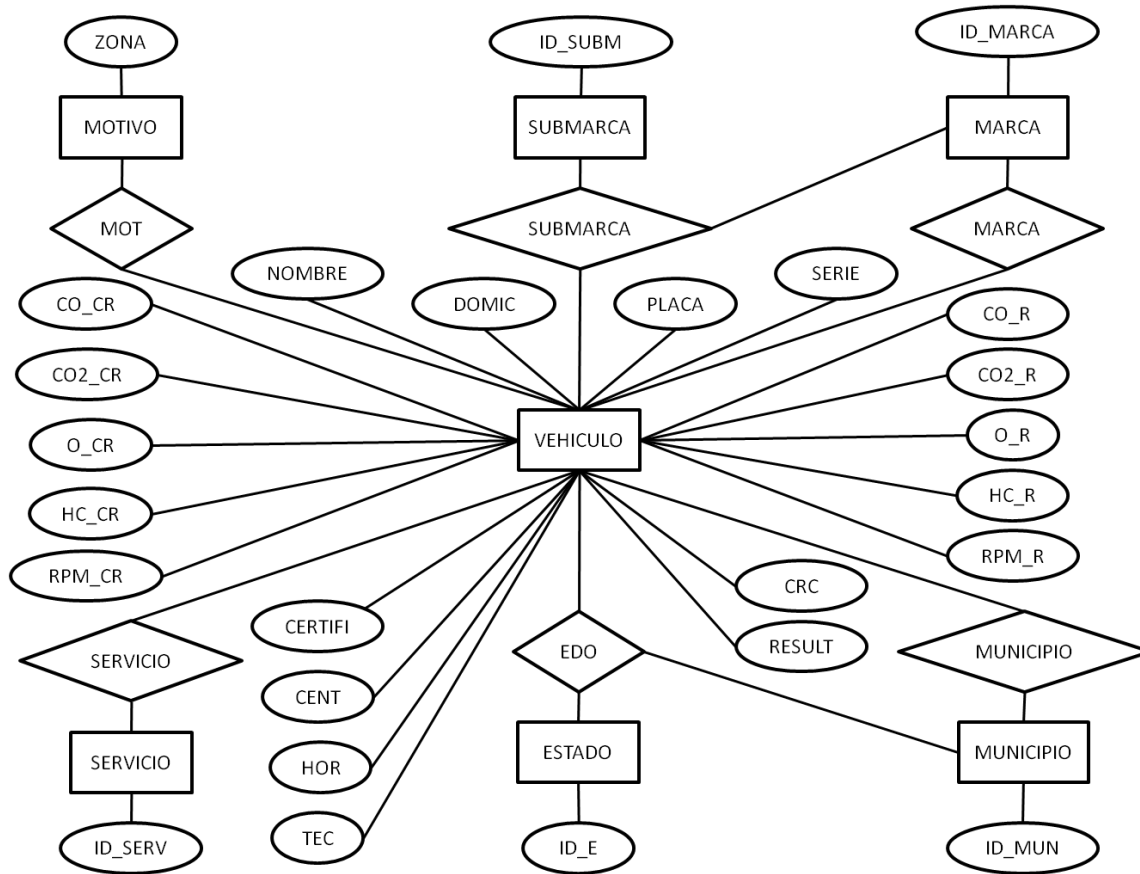 ZONA
ID_SUBM
ID_MARCA
MOTIVO
SUBMARCA
MARCA
MOT
SUBMARCA
MARCA
NOMBRE
SERIE
CO_CR
DOMIC
PLACA
CO_R
CO2_CR
CO2_R
O_CR
VEHICULO
O_R
HC_CR
HC_R
RPM_CR
RPM_R
CRC
CERTIFI
RESULT
SERVICIO
EDO
MUNICIPIO
CENT
SERVICIO
ESTADO
MUNICIPIO
HOR
TEC
ID_SERV
ID_E
ID_MUN